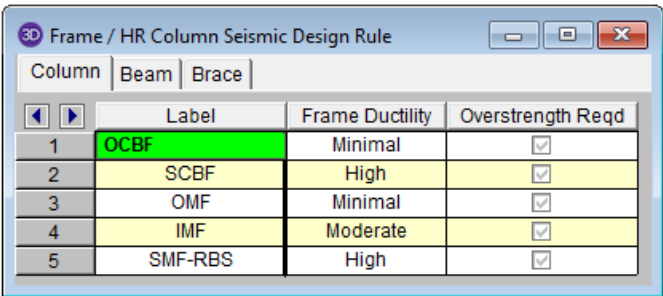 3D Frame / HR Column Seismic Design Rule
Column Beam Brace
Label Frame Ductility Overstrength Reqd
1 OCBF Minimal
2 SCBF High
3 OMF Minimal
4 IMF Moderate
5 SMF-RBS High